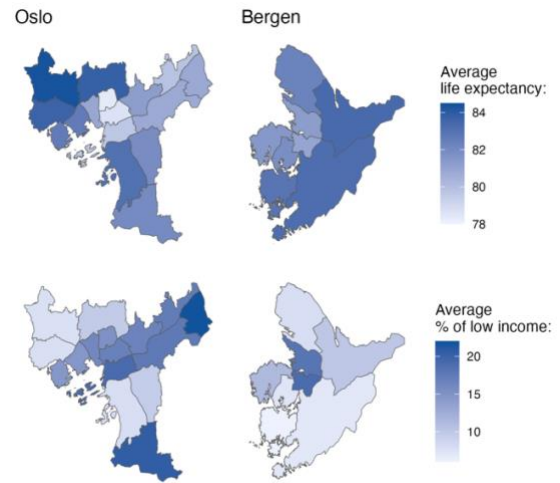 Oslo
Bergen
Average
life expectancy:
84
82
80
78
Average
% of low income:
20
15
10